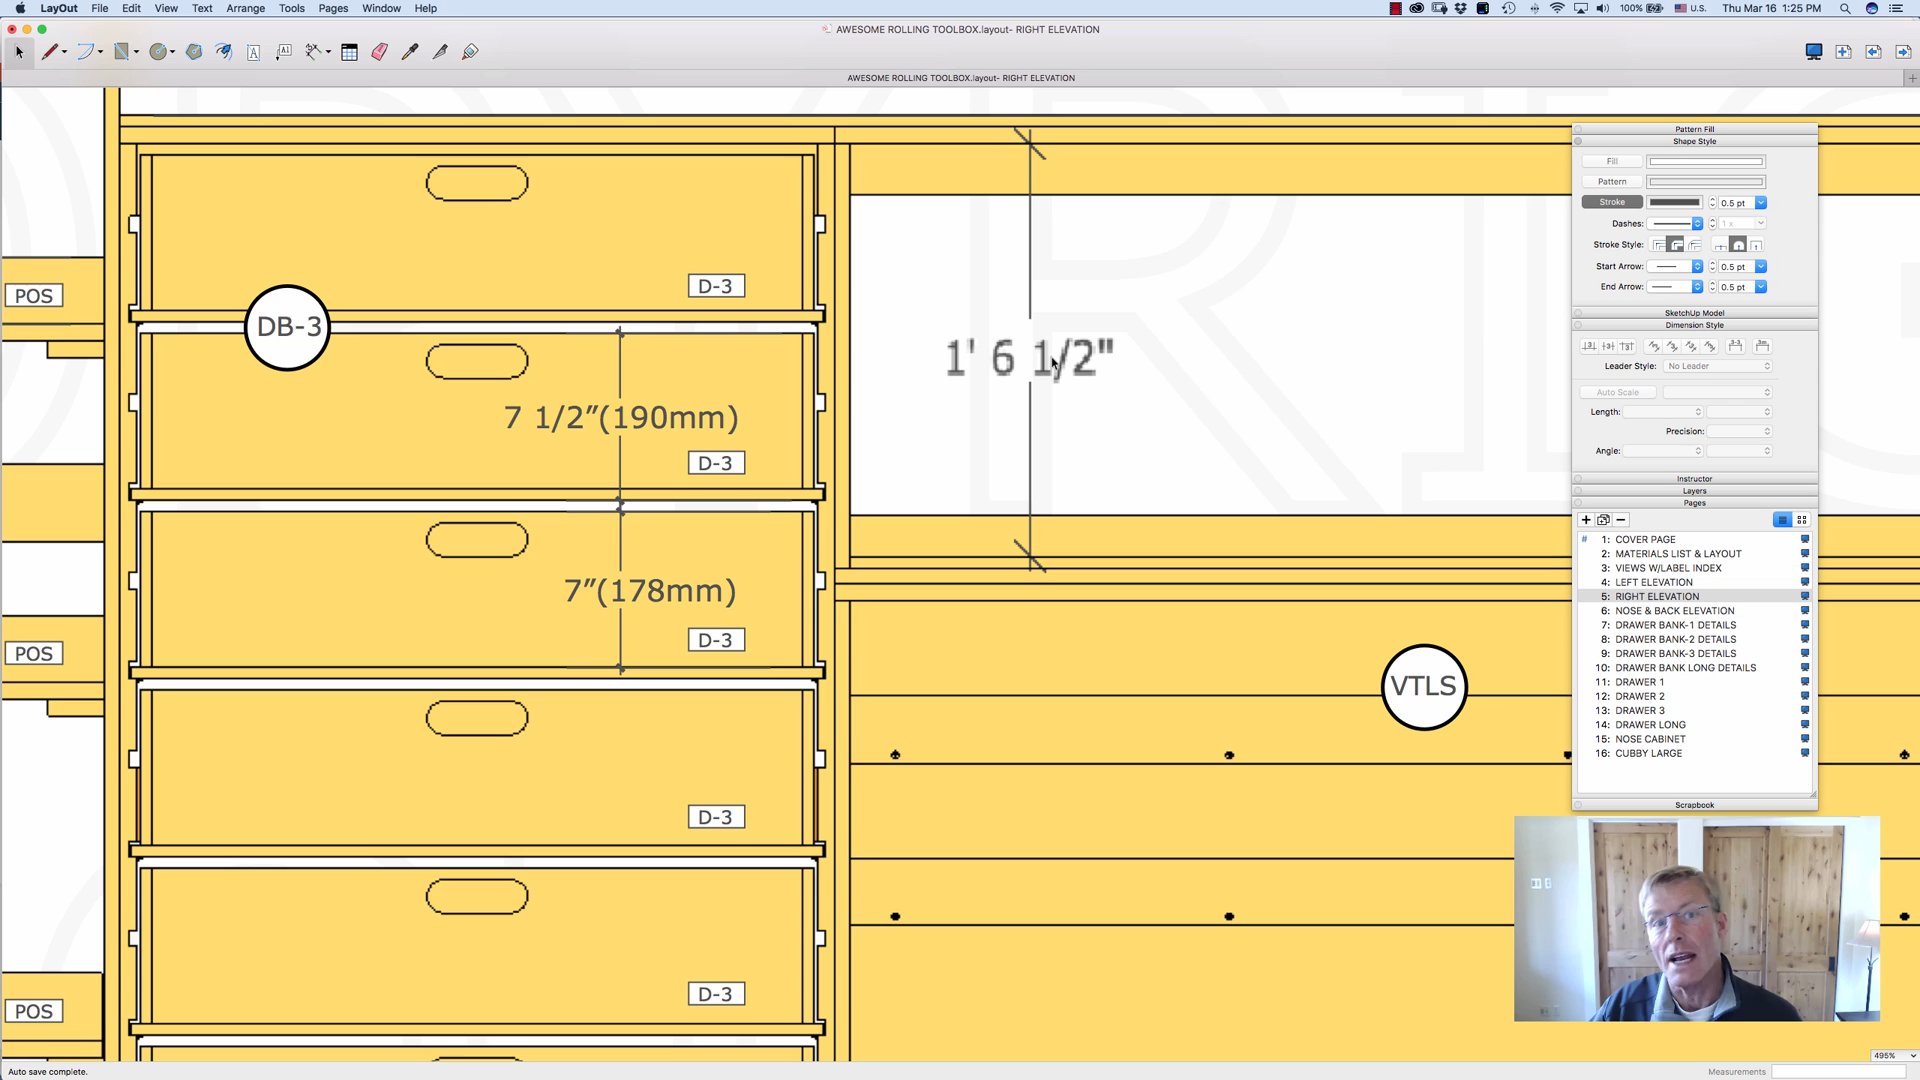 LayOut File Edit View Text Arrange Tools Pages Window Help
100% U.S. Thu Mar 16 1:25 PM
AWESOME ROLLING TOOLBOX.layout- RIGHT ELEVATION
AWESOME ROLLING TOOLBOX.layout- RIGHT ELEVATION
POS
POS
POS
DB-3
D-3
7 1/2"(190mm)
D-3
7"(178mm)
D-3
D-3
D-3
1' 6 1/2"
VTLS
Pattern Fill
Shape Style
Fill
Pattern
Stroke 0.5 pt
Dashes: 1 x
Stroke Style:
Start Arrow: 0.5 pt
End Arrow: 0.5 pt
SketchUp Model
Dimension Style
Leader Style: No Leader
Auto Scale
Length:
Precision:
Angle:
Instructor
Layers
Pages
# 1: COVER PAGE
2: MATERIALS LIST & LAYOUT
3: VIEWS W/LABEL INDEX
4: LEFT ELEVATION
5: RIGHT ELEVATION
6: NOSE & BACK ELEVATION
7: DRAWER BANK-1 DETAILS
8: DRAWER BANK-2 DETAILS
9: DRAWER BANK-3 DETAILS
10: DRAWER BANK LONG DETAILS
11: DRAWER 1
12: DRAWER 2
13: DRAWER 3
14: DRAWER LONG
15: NOSE CABINET
16: CUBBY LARGE
Scrapbook
495%
Auto save complete.
Measurements